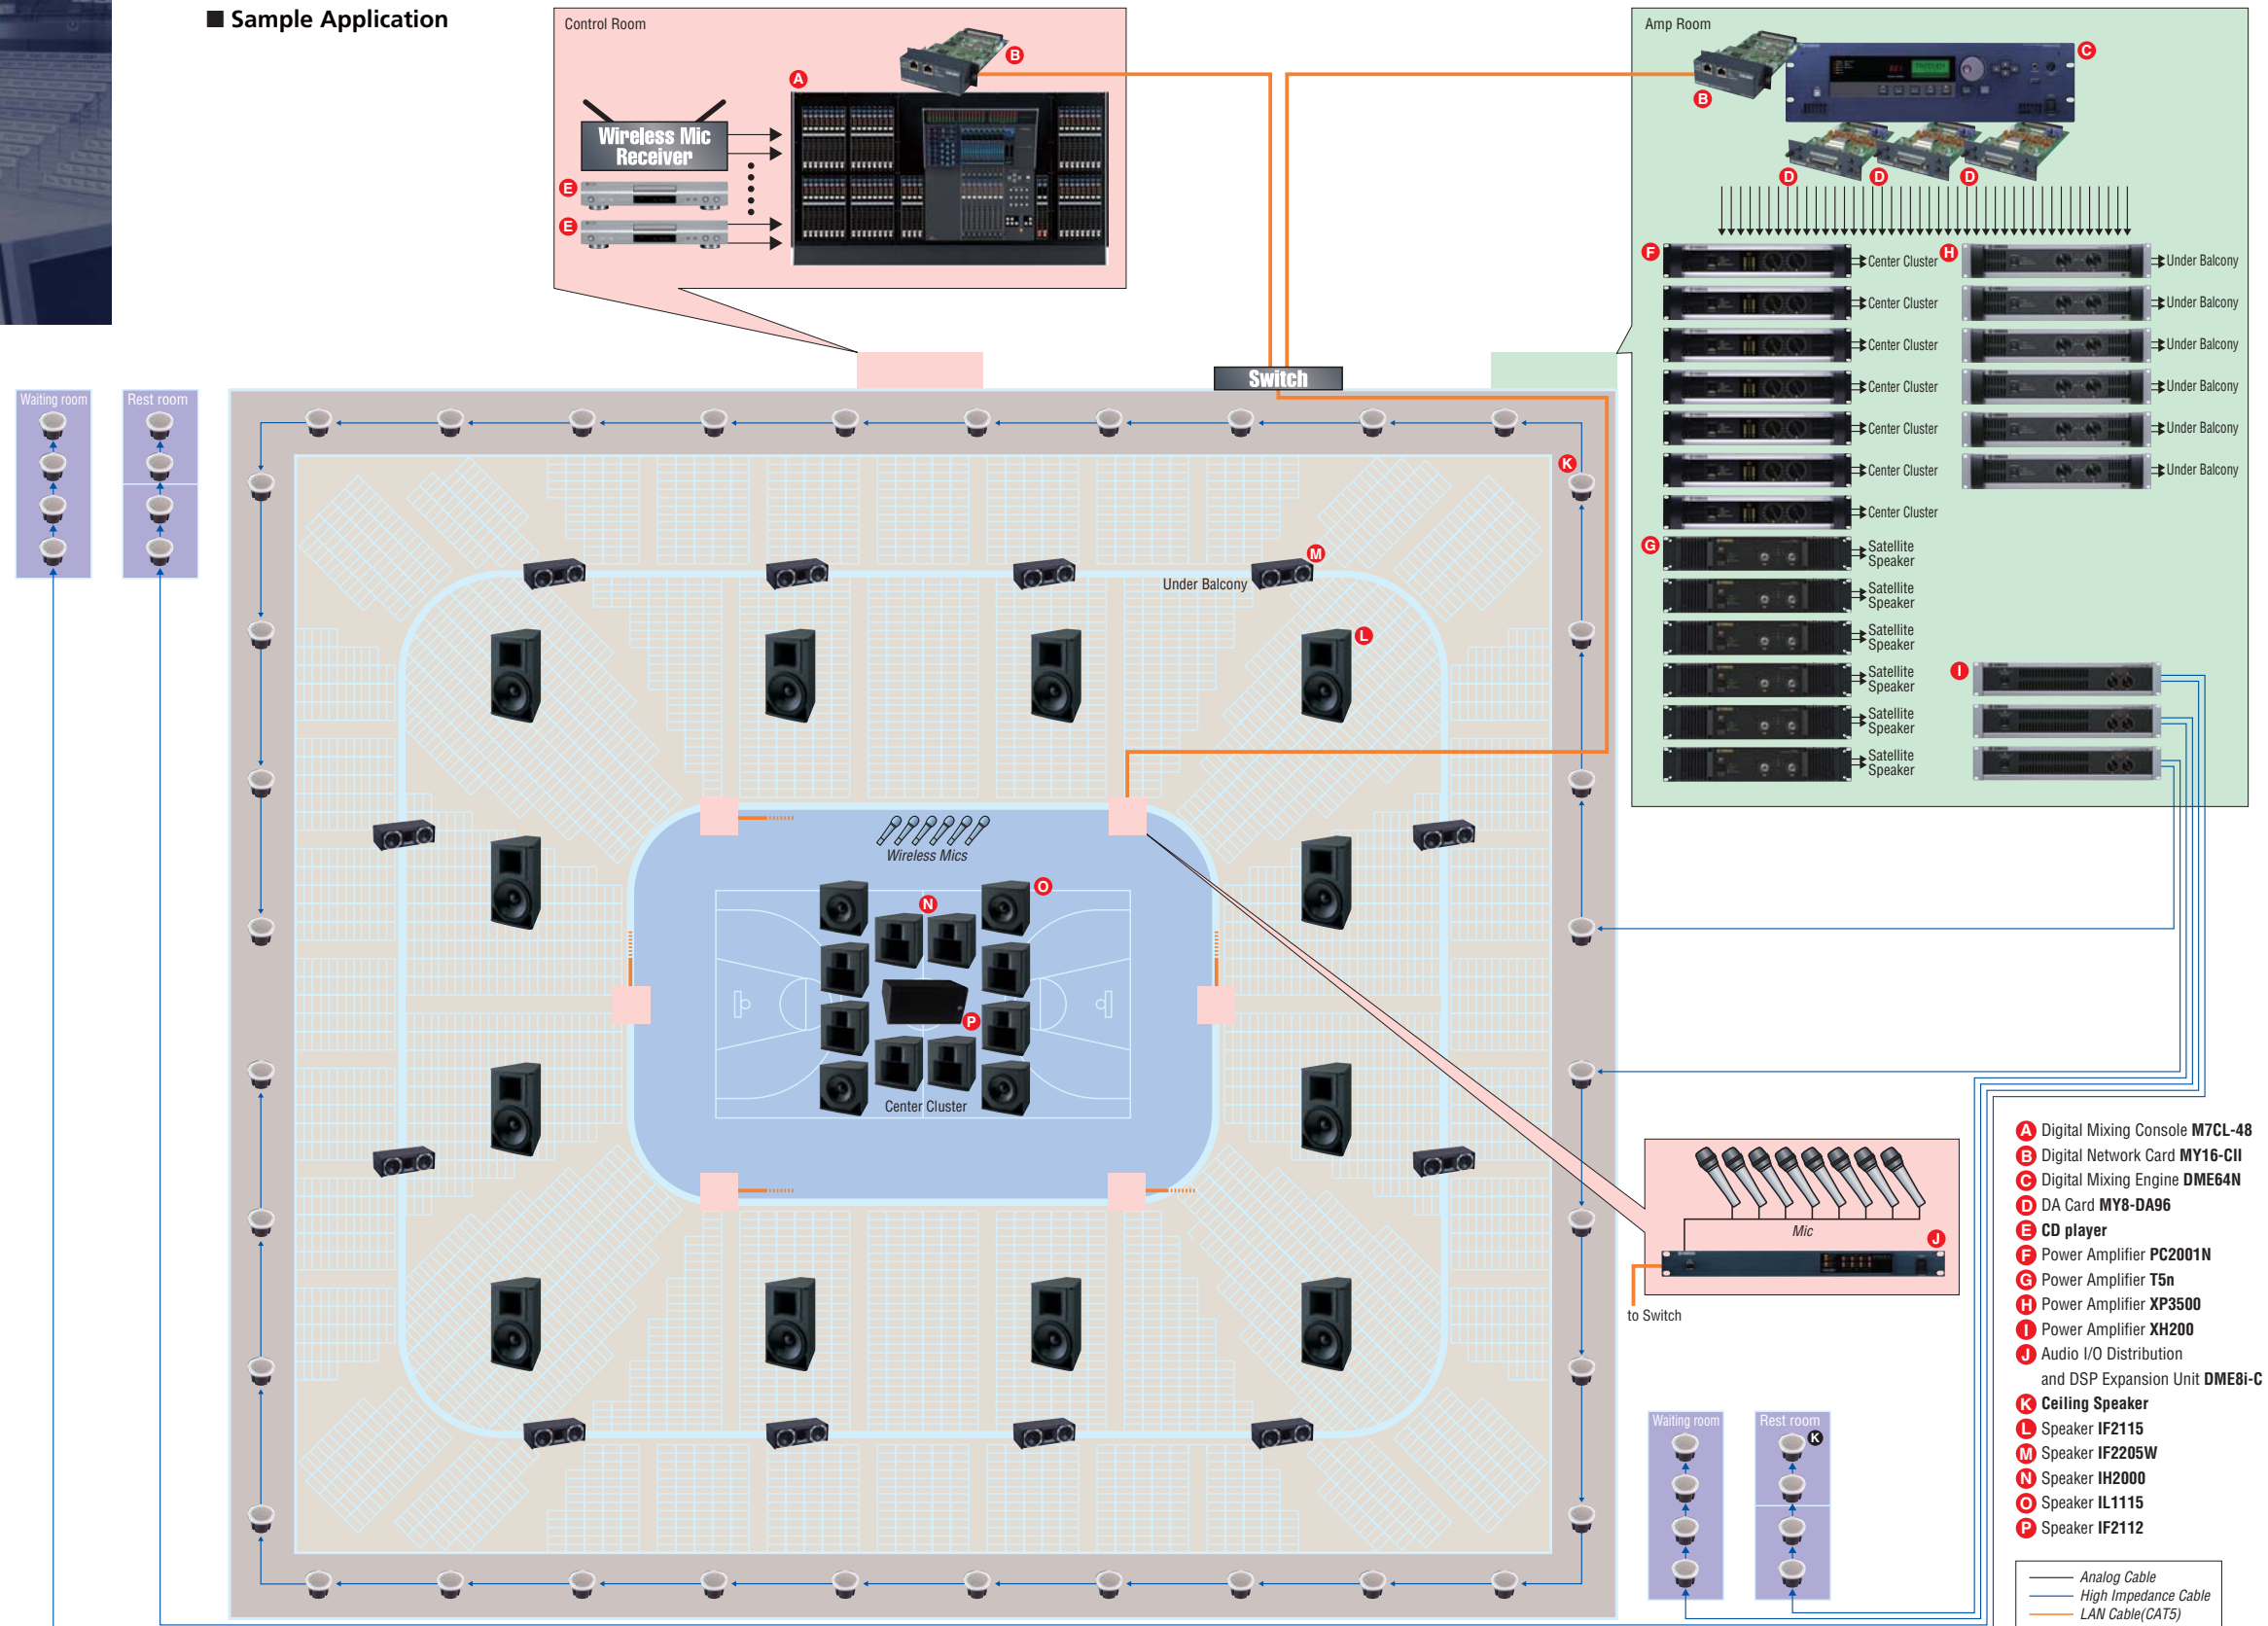 ■ Sample Application
Control Room
B
A
Wireless Mic
Receiver
E
E
Amp Room
B
C
D
D
D
F
Center Cluster
H
Under Balcony
Center Cluster
Under Balcony
Center Cluster
Under Balcony
Center Cluster
Under Balcony
Center Cluster
Under Balcony
Center Cluster
Under Balcony
Center Cluster
G
Satellite
Speaker
Satellite
Speaker
Satellite
Speaker
Satellite
Speaker
Satellite
Speaker
Satellite
Speaker
I
Switch
Waiting room
Rest room
K
M
Under Balcony
L
Wireless Mics
O
N
P
Center Cluster
Mic
J
to Switch
Waiting room
Rest room
K
A Digital Mixing Console M7CL-48
B Digital Network Card MY16-CII
C Digital Mixing Engine DME64N
D DA Card MY8-DA96
E CD player
F Power Amplifier PC2001N
G Power Amplifier T5n
H Power Amplifier XP3500
I Power Amplifier XH200
J Audio I/O Distribution
and DSP Expansion Unit DME8i-C
K Ceiling Speaker
L Speaker IF2115
M Speaker IF2205W
N Speaker IH2000
O Speaker IL1115
P Speaker IF2112
Analog Cable
High Impedance Cable
LAN Cable(CAT5)